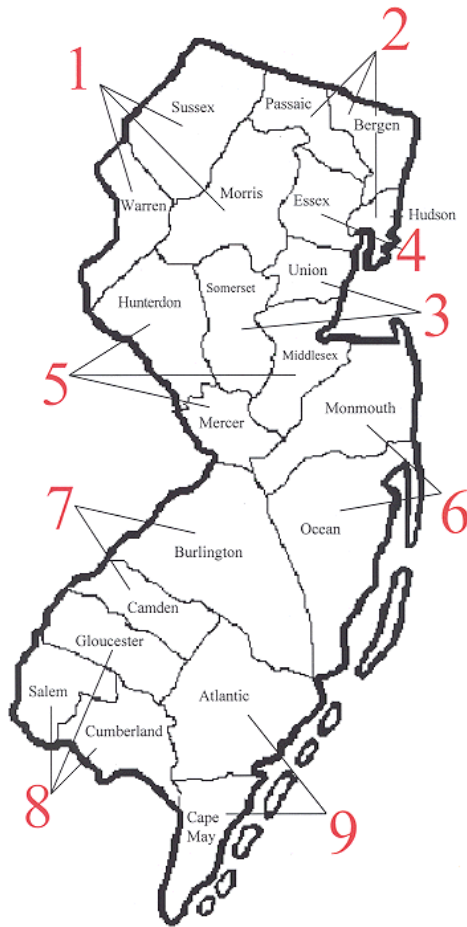 1
2
Sussex
Passaic
Bergen
Warren
Morris
Essex
Hudson
4
Hunterdon
Somerset
Union
3
5
Middlesex
Mercer
Monmouth
6
7
Burlington
Ocean
Camden
Gloucester
Salem
Atlantic
Cumberland
8
Cape
May
9